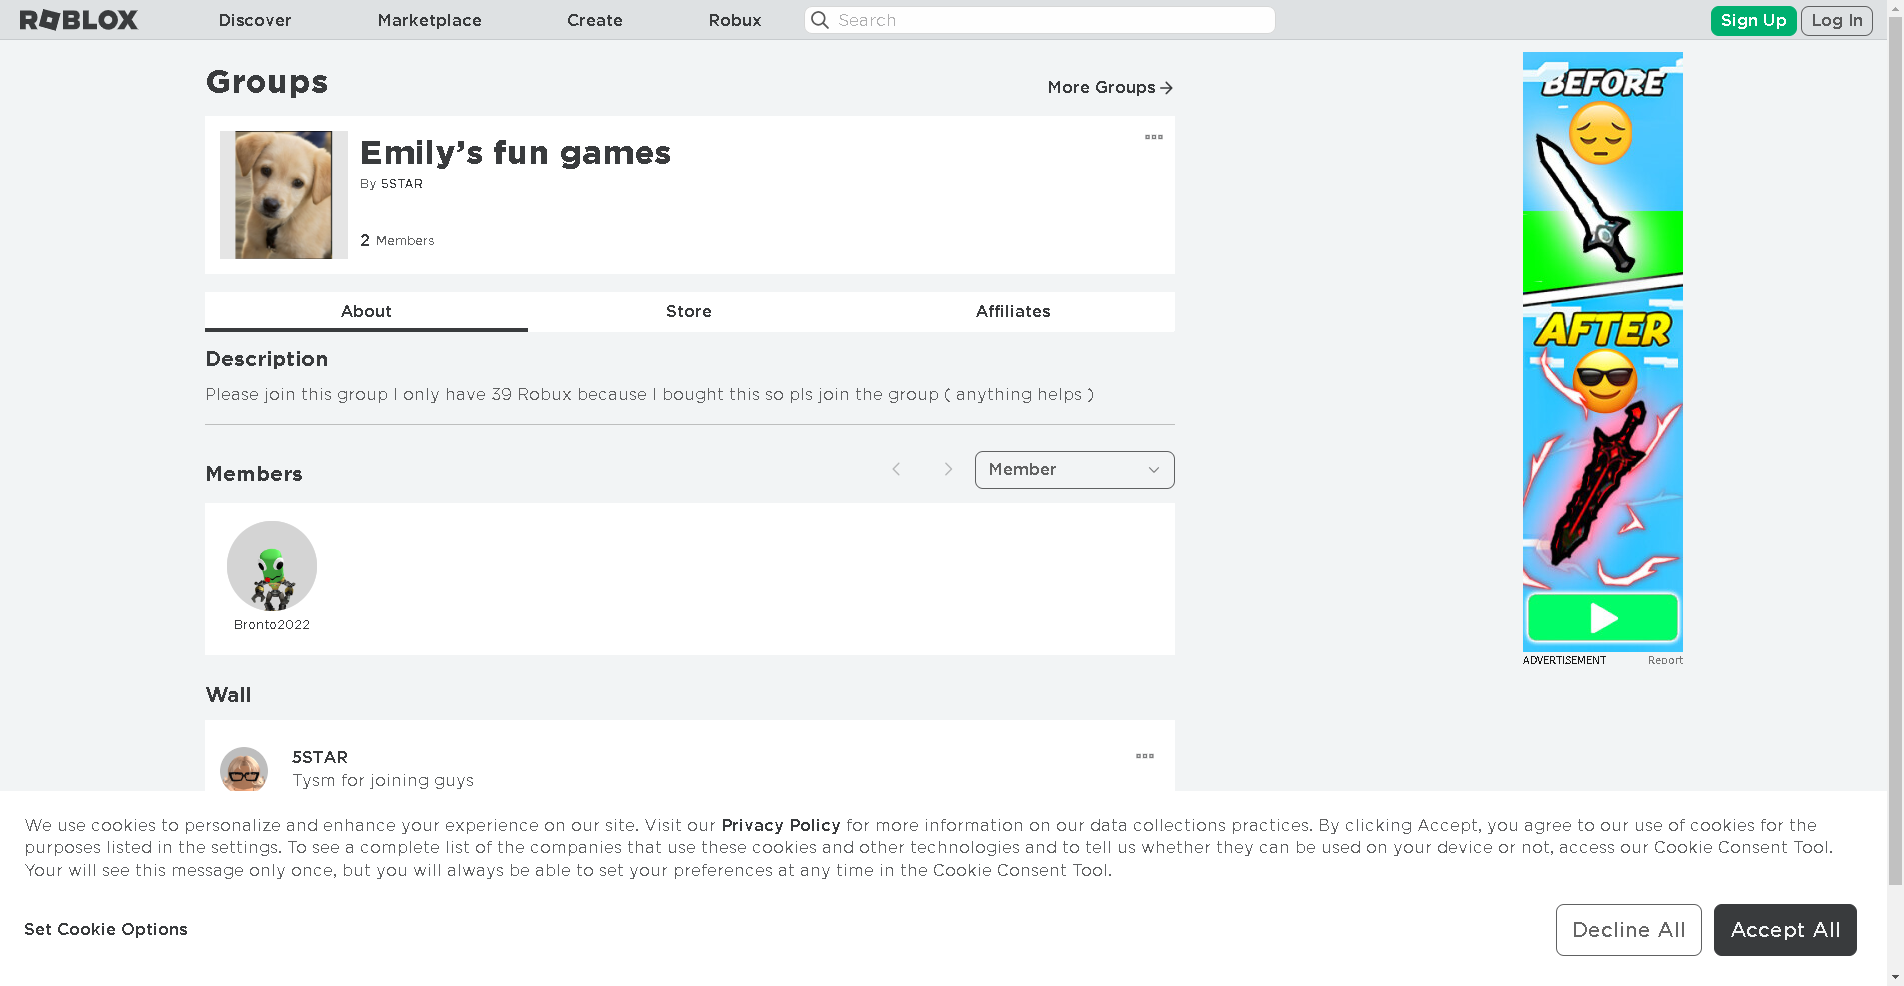 ROBLOX Discover Marketplace Create Robux Search Sign Up Log In
Groups
More Groups
Emily's fun games
By 5STAR
2 Members
About Store Affiliates
Description
Please join this group I only have 39 Robux because I bought this so pls join the group ( anything helps )
Members
Member
Bronto2022
Wall
5STAR
Tysm for joining guys
BEFORE
AFTER
ADVERTISEMENT Report
We use cookies to personalize and enhance your experience on our site. Visit our Privacy Policy for more information on our data collections practices. By clicking Accept, you agree to our use of cookies for the
purposes listed in the settings. To see a complete list of the companies that use these cookies and other technologies and to tell us whether they can be used on your device or not, access our Cookie Consent Tool.
Your will see this message only once, but you will always be able to set your preferences at any time in the Cookie Consent Tool.
Set Cookie Options
Decline All Accept All